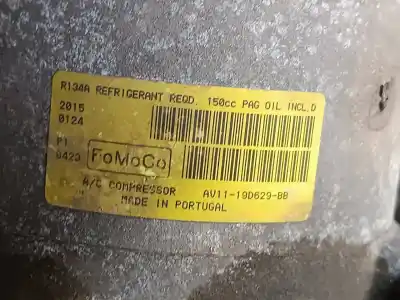 R134A REFRIGERANT REQD. 150cc PAG OIL INCL.D
2015
0124
P1
0423
FoMoCo
A/C COMPRESSOR AV11-19D629-BB
MADE IN PORTUGAL